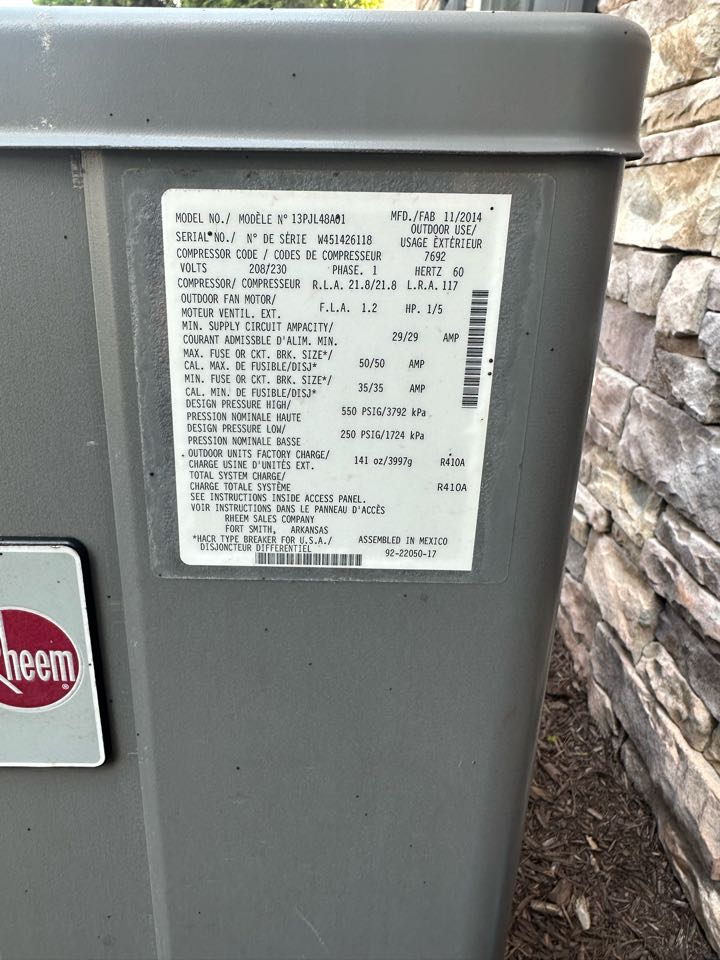 MODEL NO./ MODÈLE N° 13PJL48A01 MFD./FAB 11/2014
OUTDOOR USE/
SERIAL NO./ N° DE SÉRIE W451426118 USAGE EXTÉRIEUR
COMPRESSOR CODE / CODES DE COMPRESSEUR 7692
VOLTS 208/230 PHASE. 1 HERTZ 60
COMPRESSOR/ COMPRESSEUR R.L.A. 21.8/21.8 L.R.A. 117
OUTDOOR FAN MOTOR/
MOTEUR VENTIL. EXT. F.L.A. 1.2 HP. 1/5
MIN. SUPPLY CIRCUIT AMPACITY/
COURANT ADMISSBLE D'ALIM. MIN. 29/29 AMP
MAX. FUSE OR CKT. BRK. SIZE*/
CAL. MAX. DE FUSIBLE/DISJ* 50/50 AMP
MIN. FUSE OR CKT. BRK. SIZE*/
CAL. MIN. DE FUSIBLE/DISJ* 35/35 AMP
DESIGN PRESSURE HIGH/
PRESSION NOMINALE HAUTE 550 PSIG/3792 kPa
DESIGN PRESSURE LOW/
PRESSION NOMINALE BASSE 250 PSIG/1724 kPa
OUTDOOR UNITS FACTORY CHARGE/
CHARGE USINE D'UNITÉS EXT. 141 oz/3997g R410A
TOTAL SYSTEM CHARGE/
CHARGE TOTALE SYSTÈME R410A
SEE INSTRUCTIONS INSIDE ACCESS PANEL.
VOIR INSTRUCTIONS DANS LE PANNEAU D'ACCÈS
RHEEM SALES COMPANY
FORT SMITH, ARKANSAS
*HACR TYPE BREAKER FOR U.S.A./ ASSEMBLED IN MEXICO
DISJONCTEUR DIFFERENTIEL 92-22050-17
Rheem®